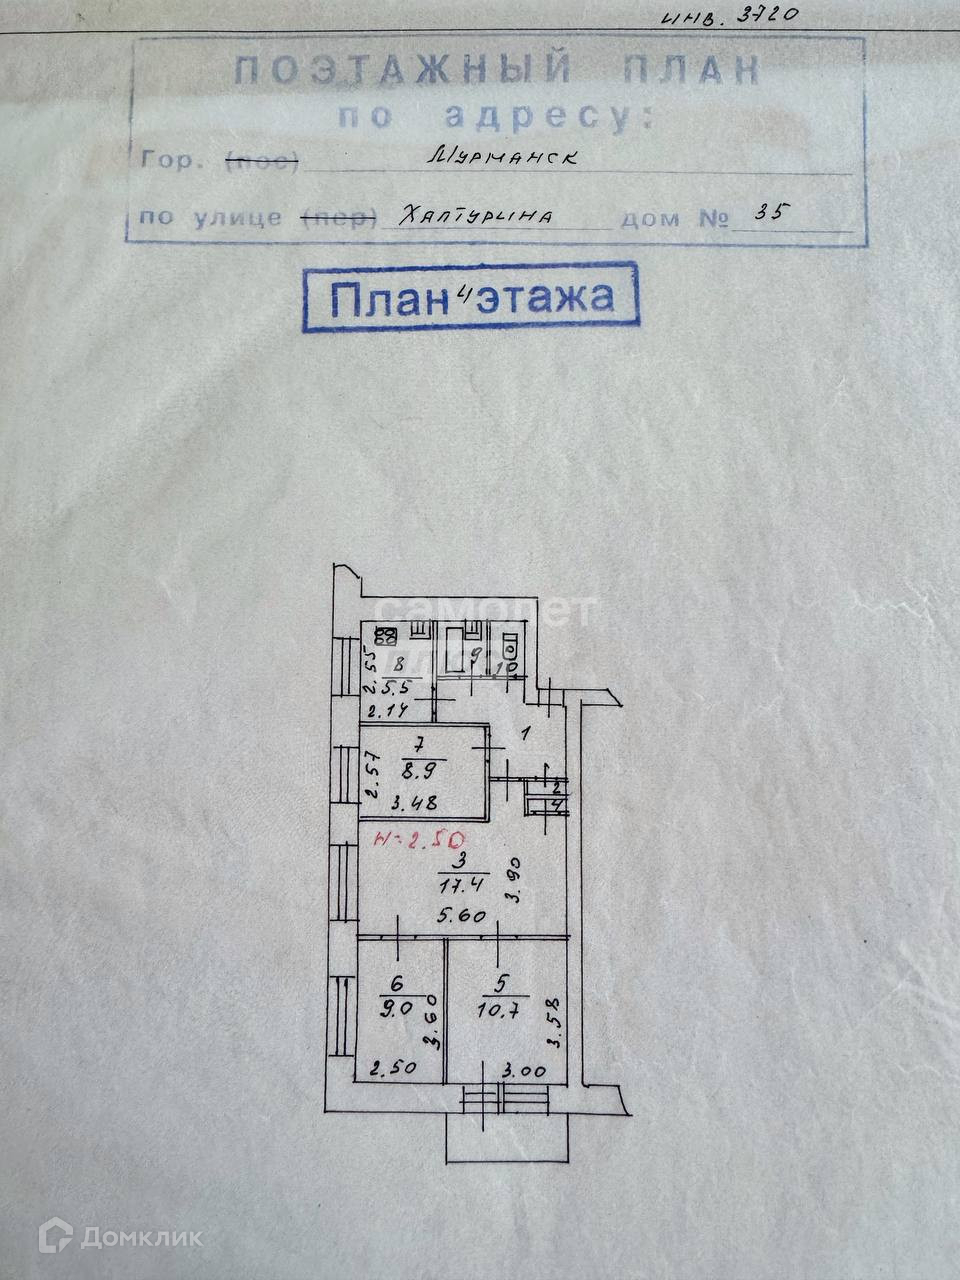 инв. 3720
ПОЭТАЖНЫЙ ПЛАН
по адресу:
Гор. (пос) Мурманск
по улице (пер) Халтурина дом № 35
План 4 этажа
самолет
плюс
8
5.5
2.55
2.14
9
10
1
7
8.9
2.57
3.48
2
4
Н=2.50
3
17.4
3.90
5.60
6
9.0
3.60
2.50
5
10.7
3.58
3.00
Домклик